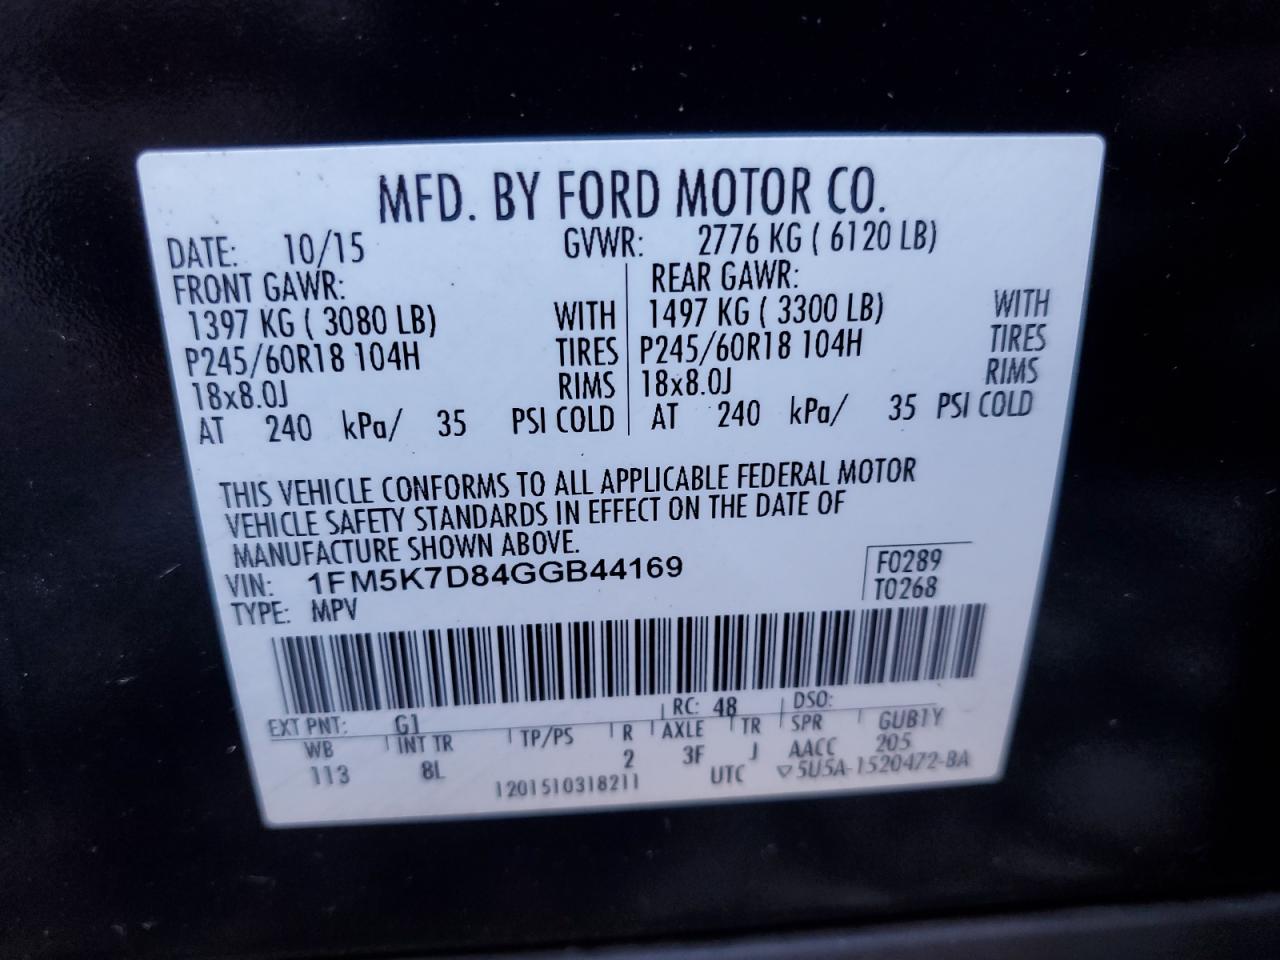 MFD. BY FORD MOTOR CO.
DATE: 10/15 GVWR: 2776 KG ( 6120 LB)
FRONT GAWR: REAR GAWR:
1397 KG ( 3080 LB) WITH 1497 KG ( 3300 LB) WITH
P245/60R18 104H TIRES P245/60R18 104H TIRES
18x8.0J RIMS 18x8.0J RIMS
AT 240 kPa/ 35 PSI COLD AT 240 kPa/ 35 PSI COLD
THIS VEHICLE CONFORMS TO ALL APPLICABLE FEDERAL MOTOR
VEHICLE SAFETY STANDARDS IN EFFECT ON THE DATE OF
MANUFACTURE SHOWN ABOVE.
VIN: 1FM5K7D84GGB44169 F0289
TYPE: MPV T0268
EXT PNT: G1 RC: 48 DSO:
WB INT TR TP/PS R AXLE TR SPR GUB1Y
113 8L 2 3F J AACC 205
1201510318211 UTC ▽5U5A-1520472-BA